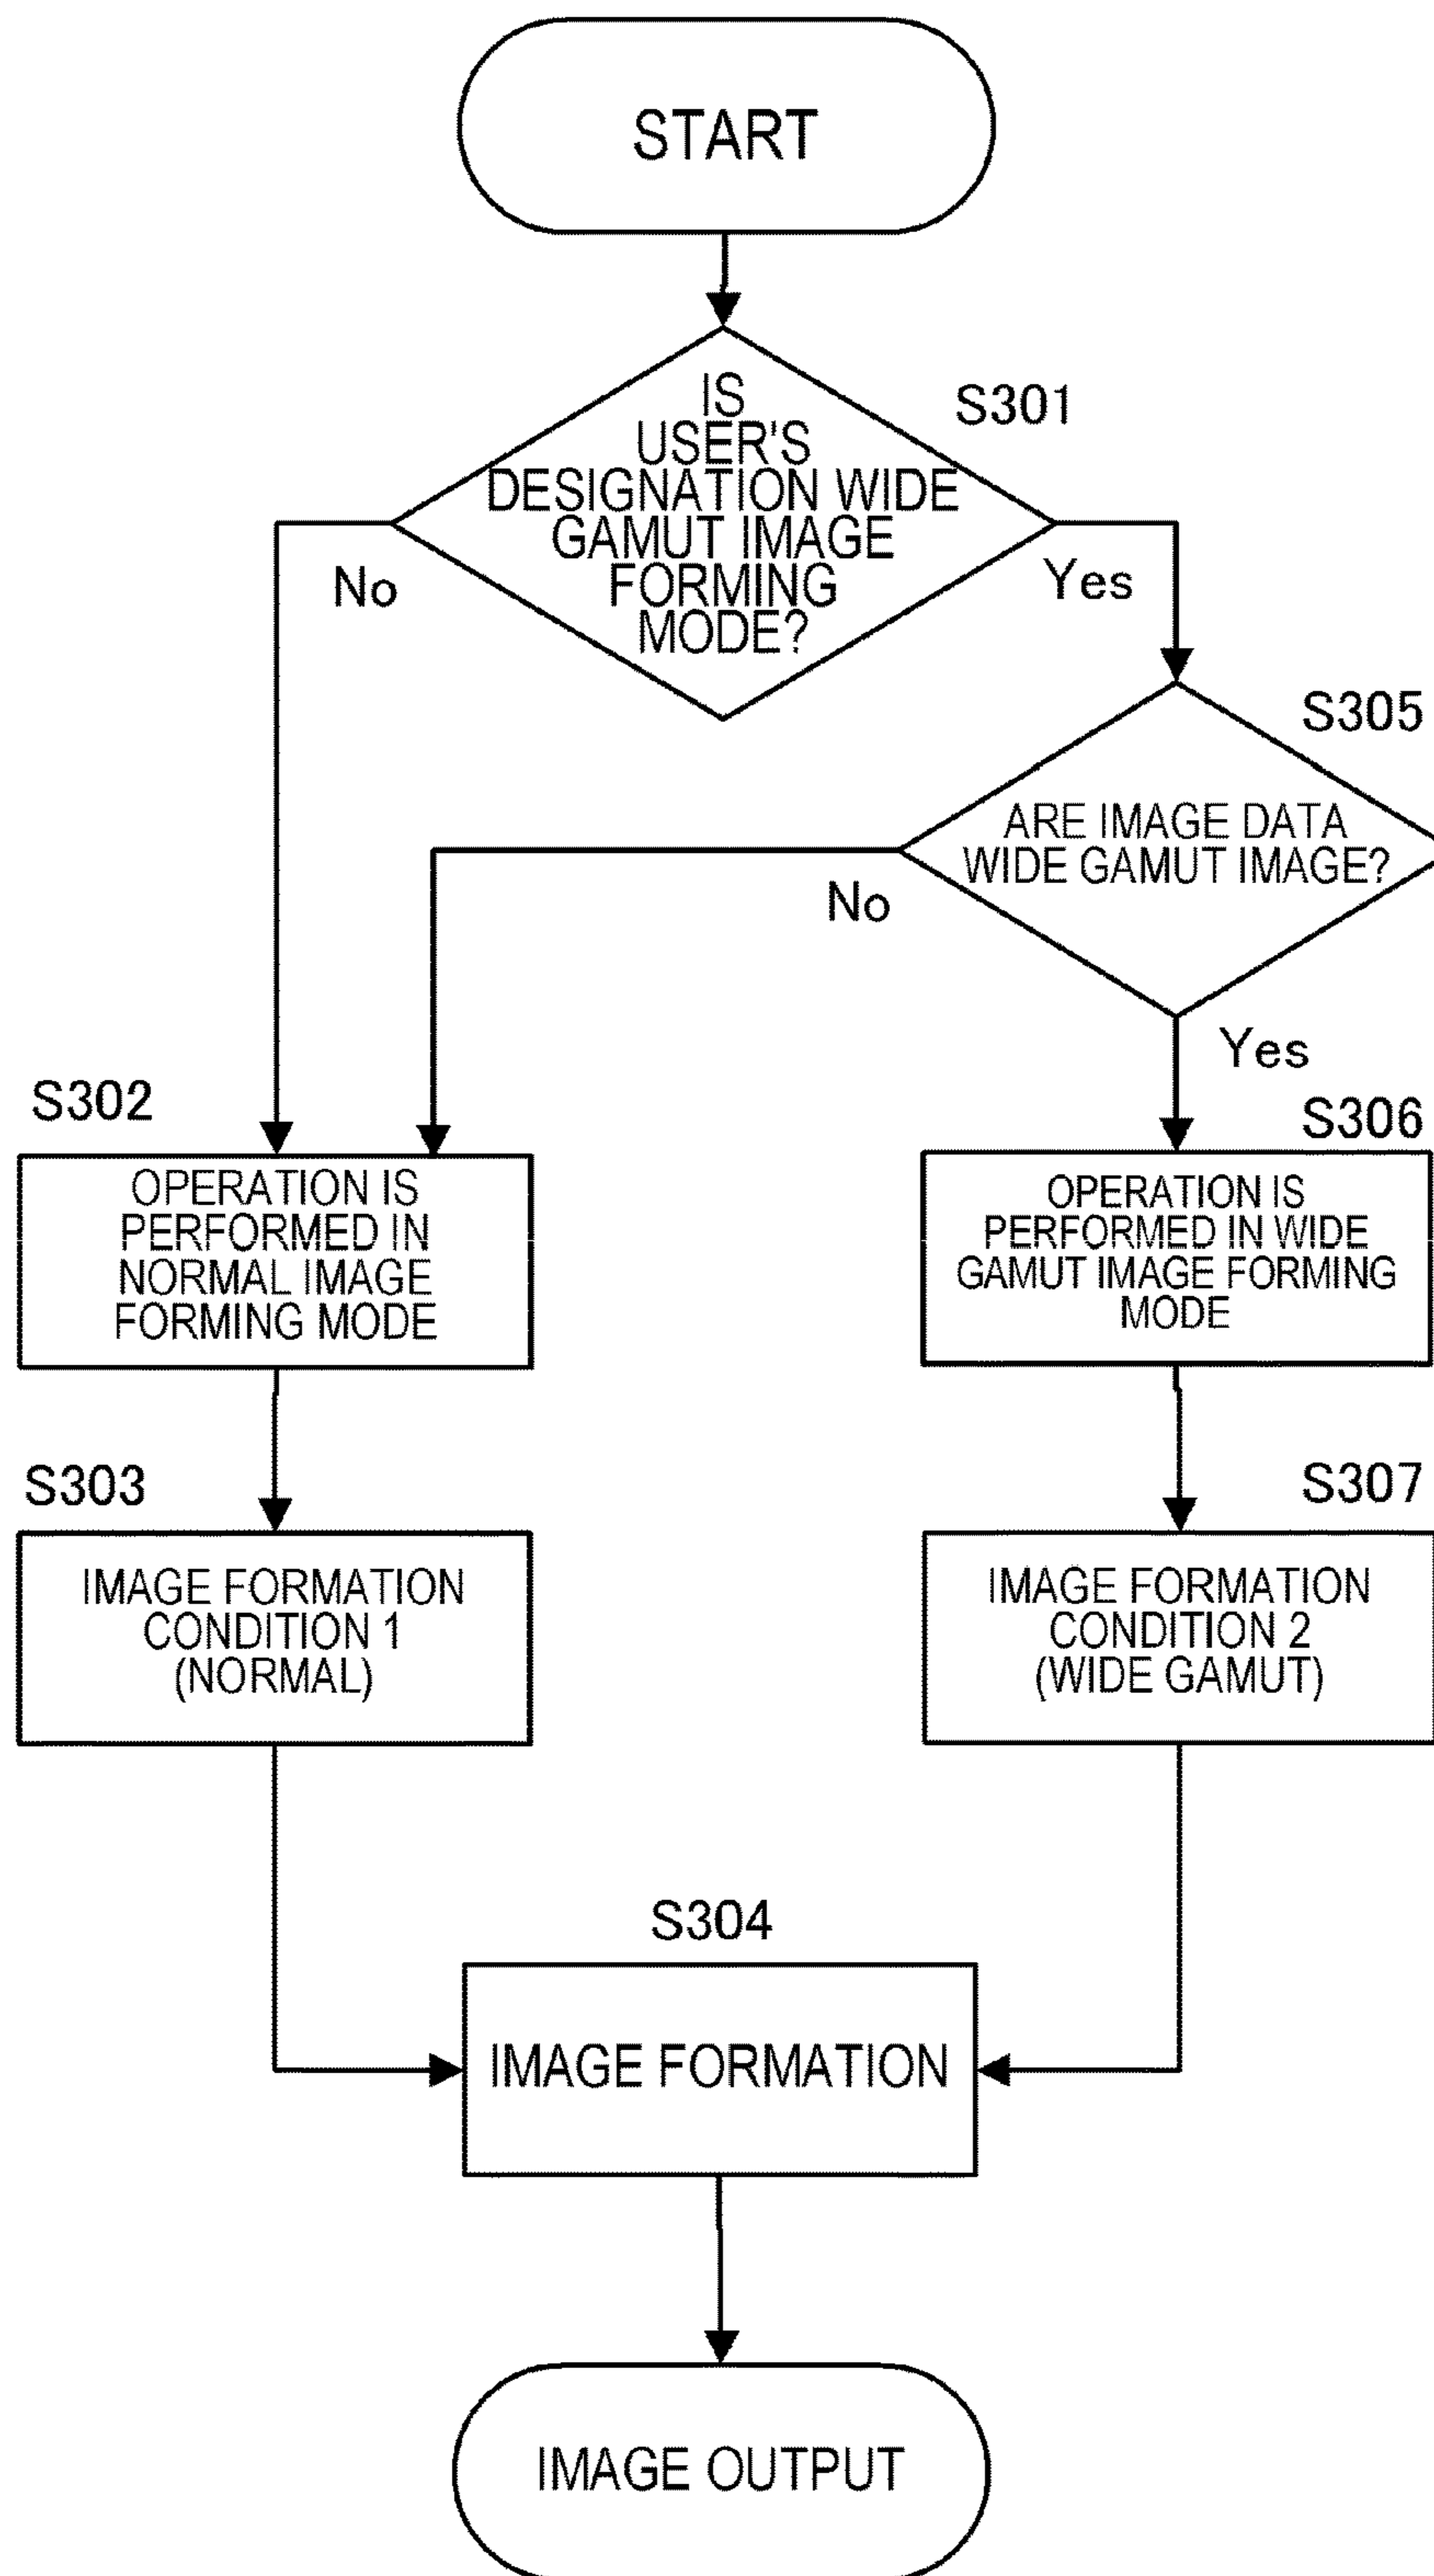 START
S301
IS
USER'S
DESIGNATION WIDE
GAMUT IMAGE
FORMING
MODE?
No
Yes
S305
ARE IMAGE DATA
WIDE GAMUT IMAGE?
No
Yes
S302
OPERATION IS
PERFORMED IN
NORMAL IMAGE
FORMING MODE
S306
OPERATION IS
PERFORMED IN WIDE
GAMUT IMAGE FORMING
MODE
S303
IMAGE FORMATION
CONDITION 1
(NORMAL)
S307
IMAGE FORMATION
CONDITION 2
(WIDE GAMUT)
S304
IMAGE FORMATION
IMAGE OUTPUT